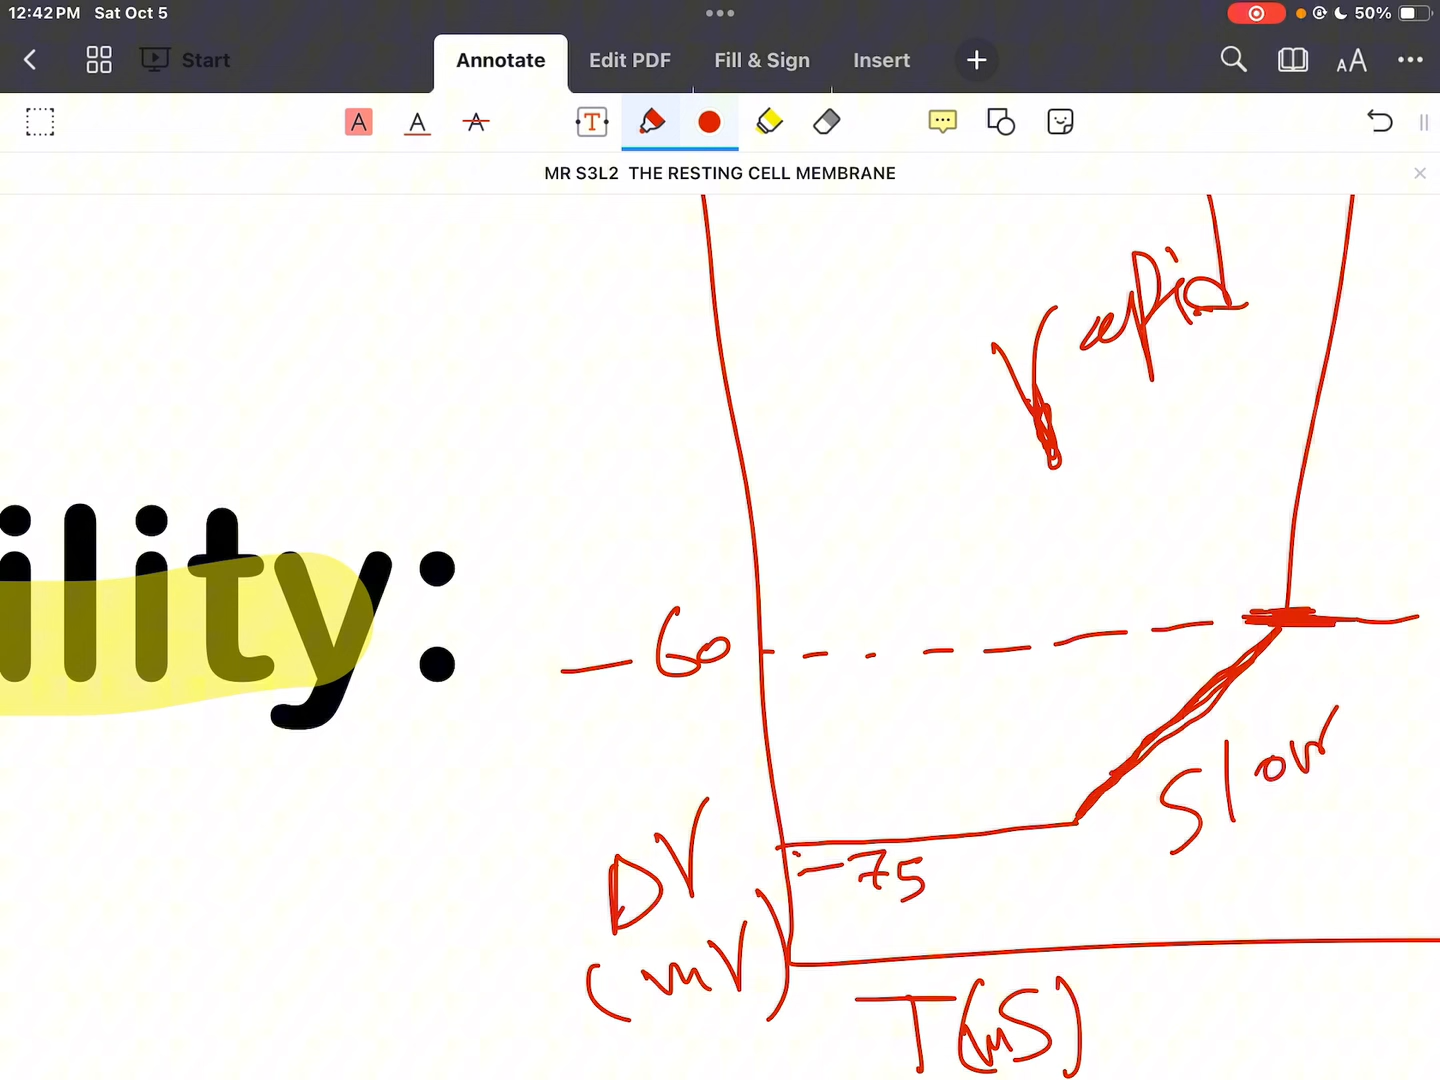 12:42 PM Sat Oct 5
50%
Start
Annotate
Edit PDF
Fill & Sign
Insert
MR S3L2 THE RESTING CELL MEMBRANE
rapid
ility:
- 60
Slow
- 75
DV
(mV)
T(mS)